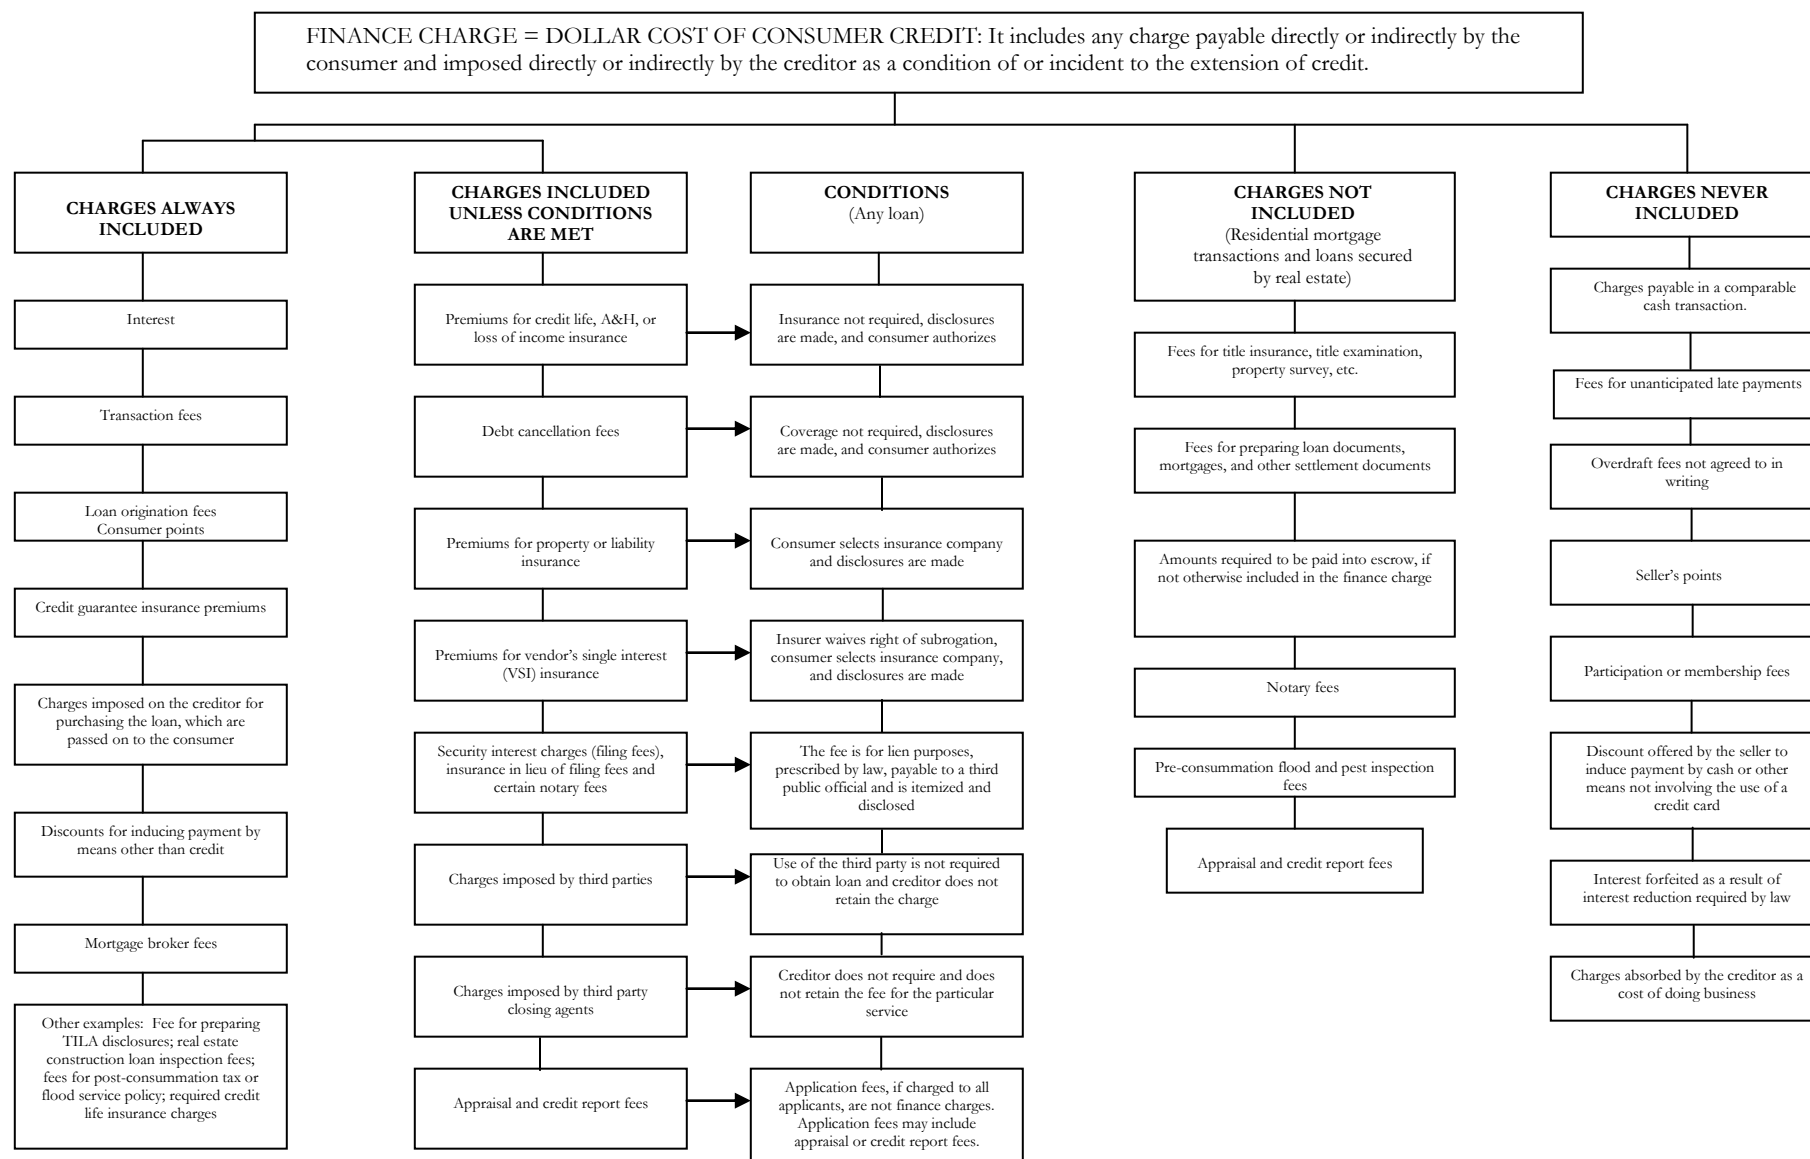 FINANCE CHARGE = DOLLAR COST OF CONSUMER CREDIT: It includes any charge payable directly or indirectly by the
consumer and imposed directly or indirectly by the creditor as a condition of or incident to the extension of credit.
CHARGES ALWAYS
INCLUDED
Interest
Transaction fees
Loan origination fees
Consumer points
Credit guarantee insurance premiums
Charges imposed on the creditor for
purchasing the loan, which are
passed on to the consumer
Discounts for inducing payment by
means other than credit
Mortgage broker fees
Other examples: Fee for preparing
TILA disclosures; real estate
construction loan inspection fees;
fees for post-consummation tax or
flood service policy; required credit
life insurance charges
CHARGES INCLUDED
UNLESS CONDITIONS
ARE MET
Premiums for credit life, A&H, or
loss of income insurance
Debt cancellation fees
Premiums for property or liability
insurance
Premiums for vendor's single interest
(VSI) insurance
Security interest charges (filing fees),
insurance in lieu of filing fees and
certain notary fees
Charges imposed by third parties
Charges imposed by third party
closing agents
Appraisal and credit report fees
CONDITIONS
(Any loan)
Insurance not required, disclosures
are made, and consumer authorizes
Coverage not required, disclosures
are made, and consumer authorizes
Consumer selects insurance company
and disclosures are made
Insurer waives right of subrogation,
consumer selects insurance company,
and disclosures are made
The fee is for lien purposes,
prescribed by law, payable to a third
public official and is itemized and
disclosed
Use of the third party is not required
to obtain loan and creditor does not
retain the charge
Creditor does not require and does
not retain the fee for the particular
service
Application fees, if charged to all
applicants, are not finance charges.
Application fees may include
appraisal or credit report fees.
CHARGES NOT
INCLUDED
(Residential mortgage
transactions and loans secured
by real estate)
Fees for title insurance, title examination,
property survey, etc.
Fees for preparing loan documents,
mortgages, and other settlement documents
Amounts required to be paid into escrow, if
not otherwise included in the finance charge
Notary fees
Pre-consummation flood and pest inspection
fees
Appraisal and credit report fees
CHARGES NEVER
INCLUDED
Charges payable in a comparable
cash transaction.
Fees for unanticipated late payments
Overdraft fees not agreed to in
writing
Seller's points
Participation or membership fees
Discount offered by the seller to
induce payment by cash or other
means not involving the use of a
credit card
Interest forfeited as a result of
interest reduction required by law
Charges absorbed by the creditor as a
cost of doing business